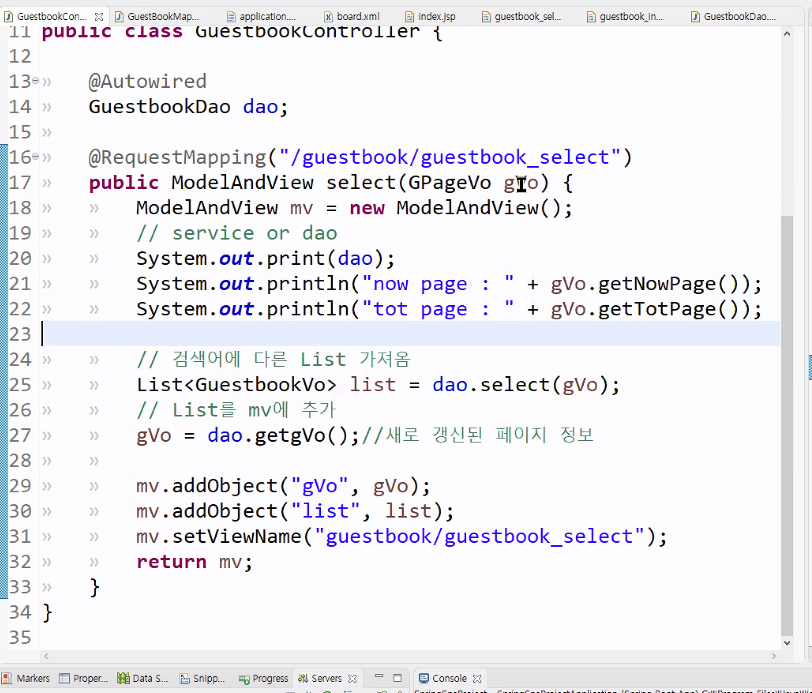 GuestbookCon... GuestBookMap... application.... board.xml index.jsp guestbook_sel... guestbook_in... GuestbookDao....
11 public class GuestbookController {
12
13 @Autowired
14 GuestbookDao dao;
15
16 @RequestMapping("/guestbook/guestbook_select")
17 public ModelAndView select(GPageVo gVo) {
18 ModelAndView mv = new ModelAndView();
19 // service or dao
20 System.out.print(dao);
21 System.out.println("now page : " + gVo.getNowPage());
22 System.out.println("tot page : " + gVo.getTotPage());
23
24 // 검색어에 다른 List 가져옴
25 List<GuestbookVo> list = dao.select(gVo);
26 // List를 mv에 추가
27 gVo = dao.getgVo();//새로 갱신된 페이지 정보
28
29 mv.addObject("gVo", gVo);
30 mv.addObject("list", list);
31 mv.setViewName("guestbook/guestbook_select");
32 return mv;
33 }
34 }
35
Markers Proper... Data S... Snipp... Progress Servers Console